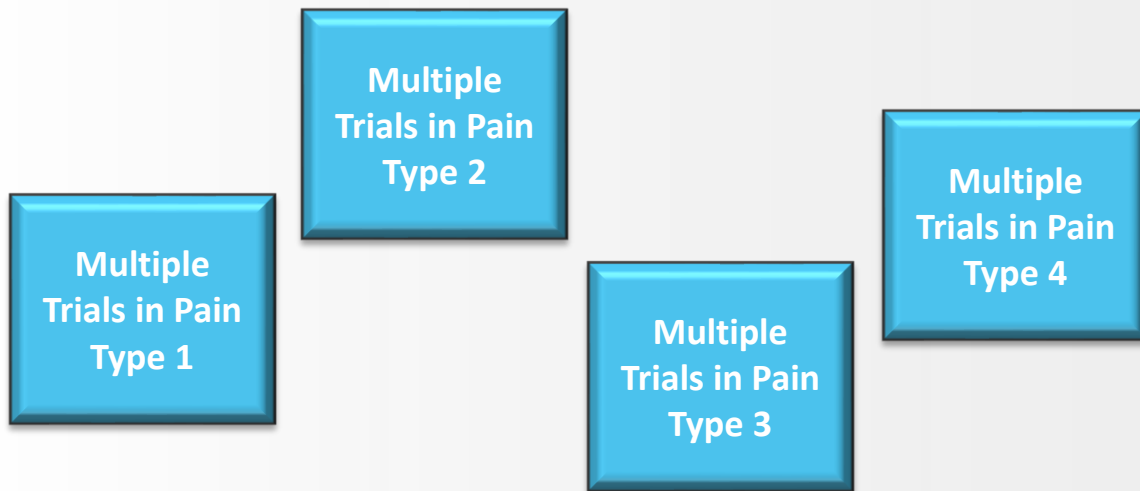 Multiple
Trials in Pain
Type 1
Multiple
Trials in Pain
Type 2
Multiple
Trials in Pain
Type 3
Multiple
Trials in Pain
Type 4